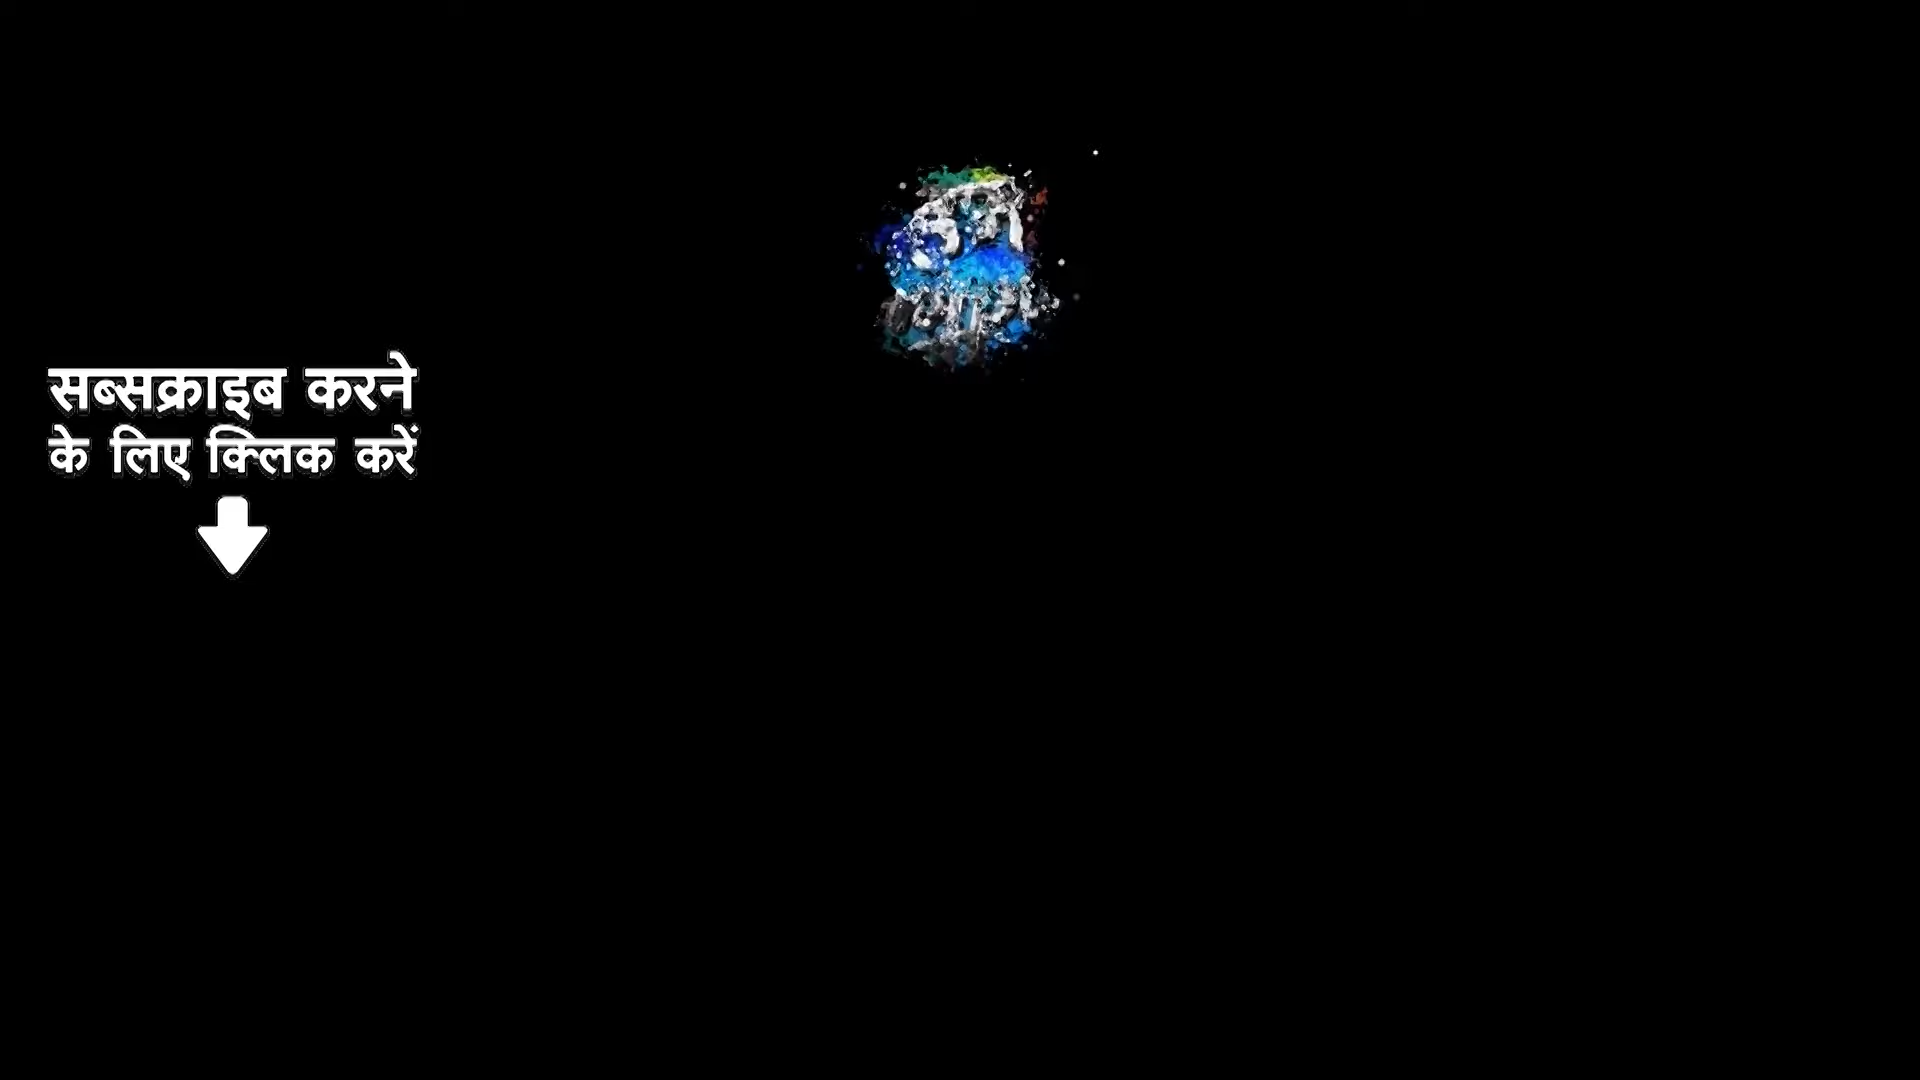 सब्सक्राइब करने
के लिए क्लिक करें